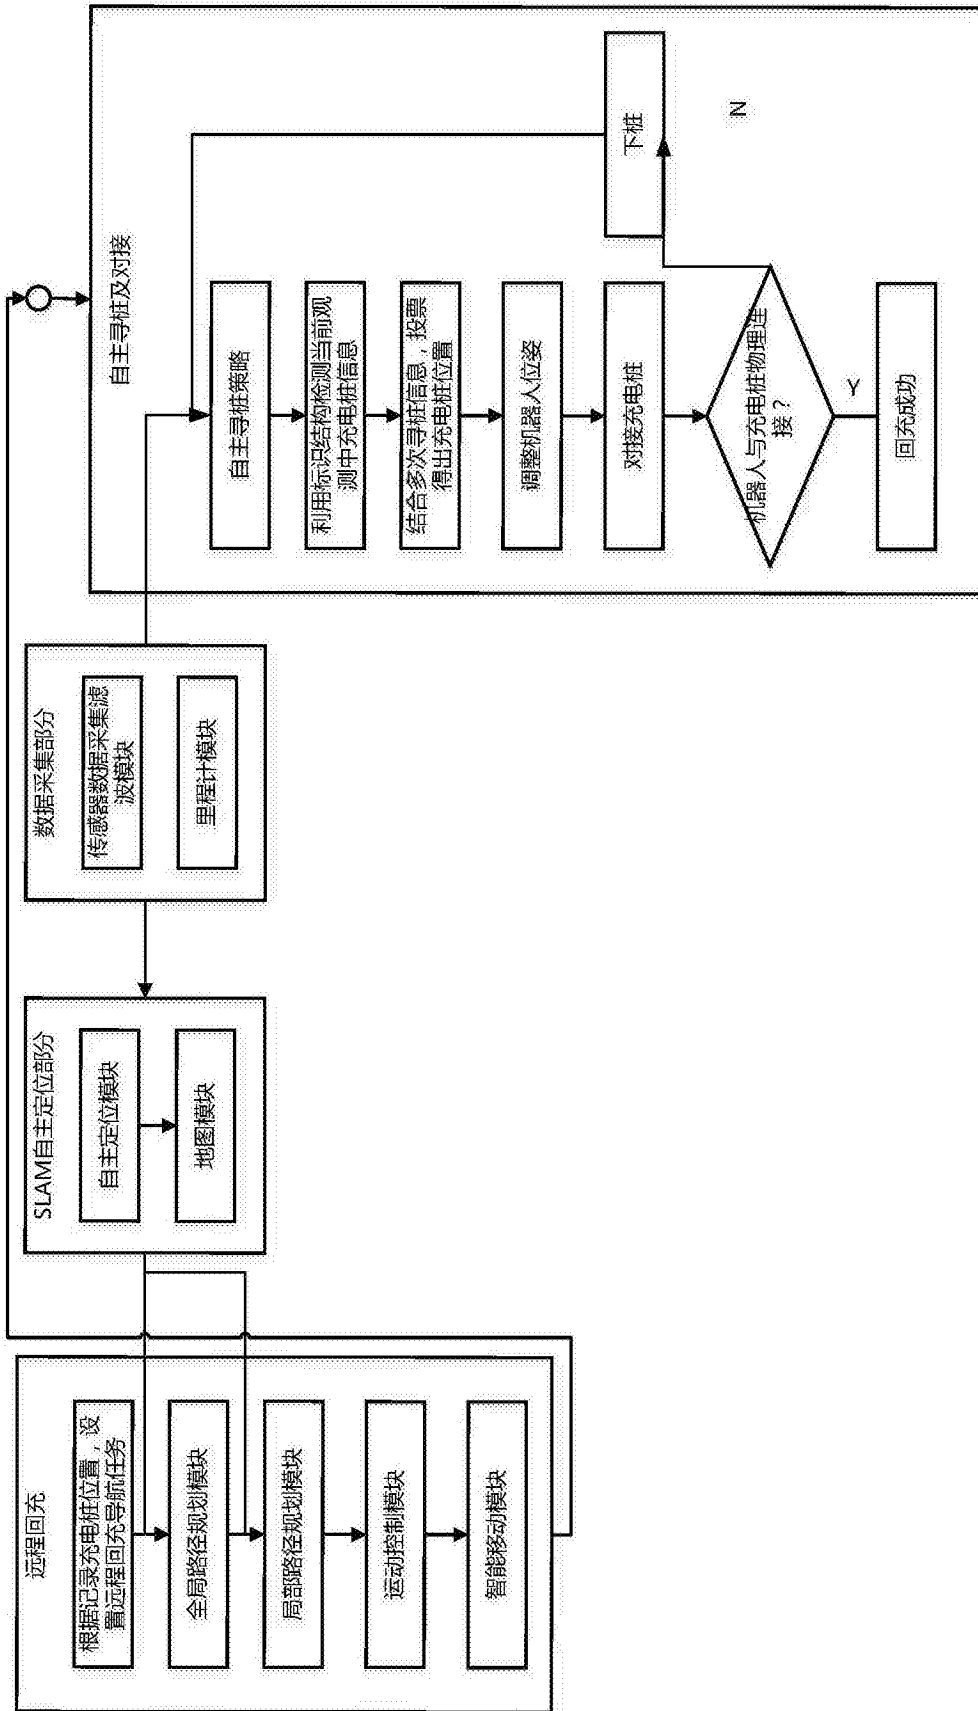 远程回充
根据记录充电桩位置，设
置远程回充导航任务
全局路径规划模块
局部路径规划模块
运动控制模块
智能移动模块
SLAM自主定位部分
自主定位模块
地图模块
数据采集部分
传感器数据采集滤
波模块
里程计模块
自主寻桩及对接
自主寻桩策略
利用标识结构检测当前观
测中充电桩信息
结合多次寻桩信息，投票
得出充电桩位置
调整机器人位姿
对接充电桩
机器人与充电桩物理连
接？
Y
回充成功
下桩
N